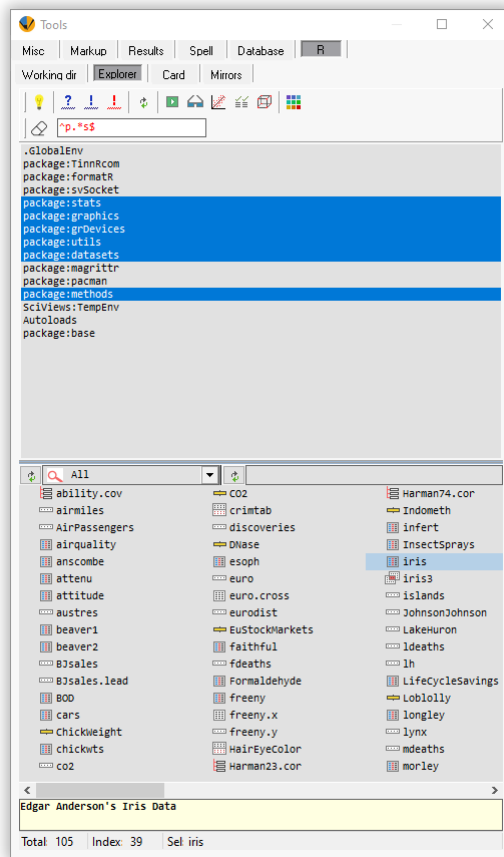 Tools
Misc Markup Results Spell Database R
Working dir Explorer Card Mirrors
? ! !
^p.*s$
.GlobalEnv
package:TinnRcom
package:formatR
package:svSocket
package:stats
package:graphics
package:grDevices
package:utils
package:datasets
package:magrittr
package:pacman
package:methods
SciViews:TempEnv
Autoloads
package:base
All
ability.cov CO2 Harman74.cor
airmiles crimtab Indometh
AirPassengers discoveries infert
airquality DNase InsectSprays
anscombe esoph iris
attenu euro iris3
attitude euro.cross islands
austres eurodist JohnsonJohnson
beaver1 EuStockMarkets LakeHuron
beaver2 faithful ldeaths
BJsales fdeaths lh
BJsales.lead Formaldehyde LifeCycleSavings
BOD freeny Loblolly
cars freeny.x longley
ChickWeight freeny.y lynx
chickwts HairEyeColor mdeaths
co2 Harman23.cor morley
Edgar Anderson's Iris Data
Total: 105 Index: 39 Sel: iris